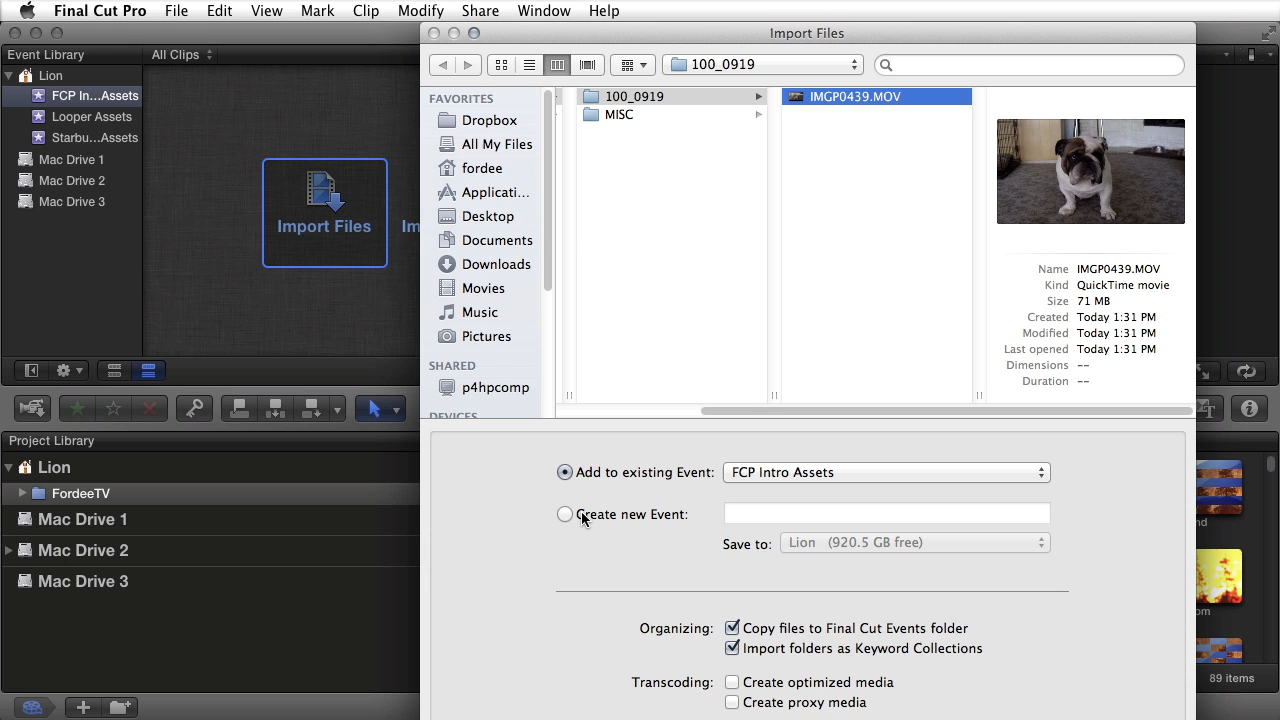 Final Cut Pro File Edit View Mark Clip Modify Share Window Help
Import Files
Event Library All Clips
100_0919
Lion
FCP In...Assets
Looper Assets
Starbu...Assets
Mac Drive 1
Mac Drive 2
Mac Drive 3
Import Files
Im
FAVORITES
Dropbox
All My Files
fordee
Applicati...
Desktop
Documents
Downloads
Movies
Music
Pictures
SHARED
p4hpcomp
DEVICES
100_0919
MISC
IMGP0439.MOV
Name IMGP0439.MOV
Kind QuickTime movie
Size 71 MB
Created Today 1:31 PM
Modified Today 1:31 PM
Last opened Today 1:31 PM
Dimensions --
Duration --
Project Library
Lion
FordeeTV
Mac Drive 1
Mac Drive 2
Mac Drive 3
Add to existing Event: FCP Intro Assets
Create new Event:
Save to: Lion (920.5 GB free)
Organizing: Copy files to Final Cut Events folder
Import folders as Keyword Collections
Transcoding: Create optimized media
Create proxy media
nd
om
89 items